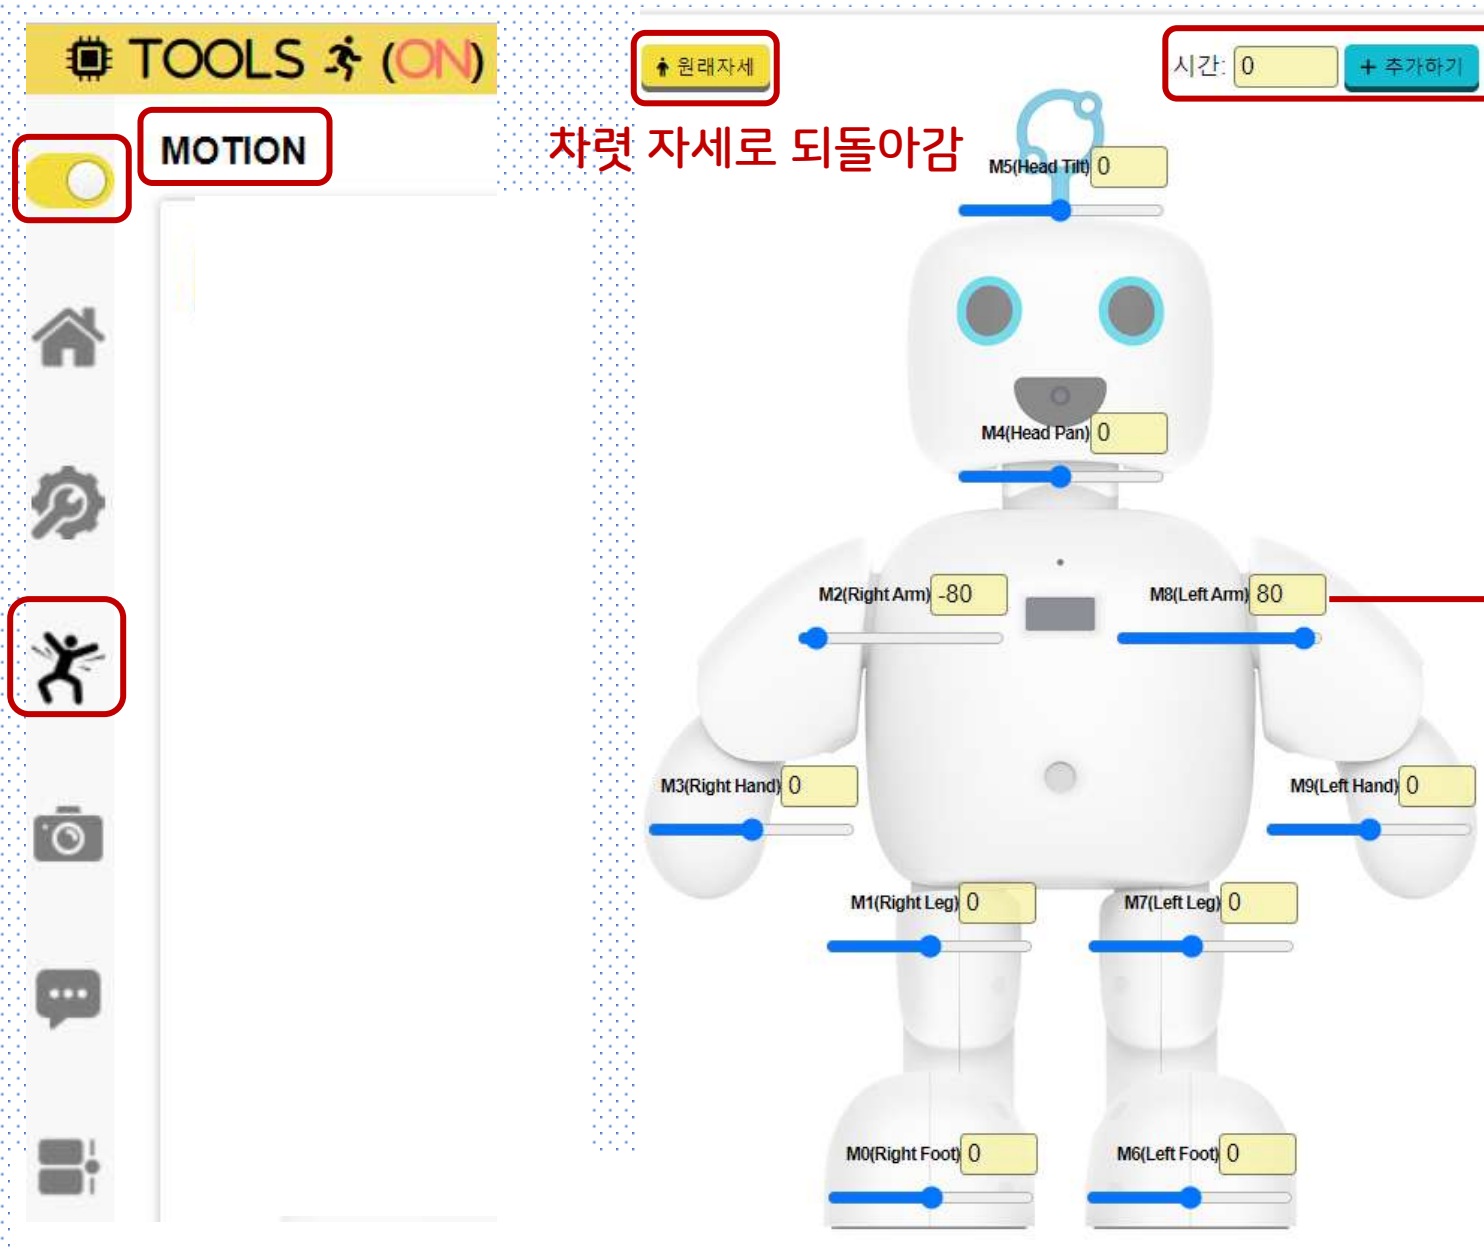 TOOLS (ON)
MOTION
원래자세
시간: 0 + 추가하기
차렷 자세로 되돌아감
M5(Head Tilt) 0
M4(Head Pan) 0
M2(Right Arm) -80
M8(Left Arm) 80
M3(Right Hand) 0
M9(Left Hand) 0
M1(Right Leg) 0
M7(Left Leg) 0
M0(Right Foot) 0
M6(Left Foot) 0